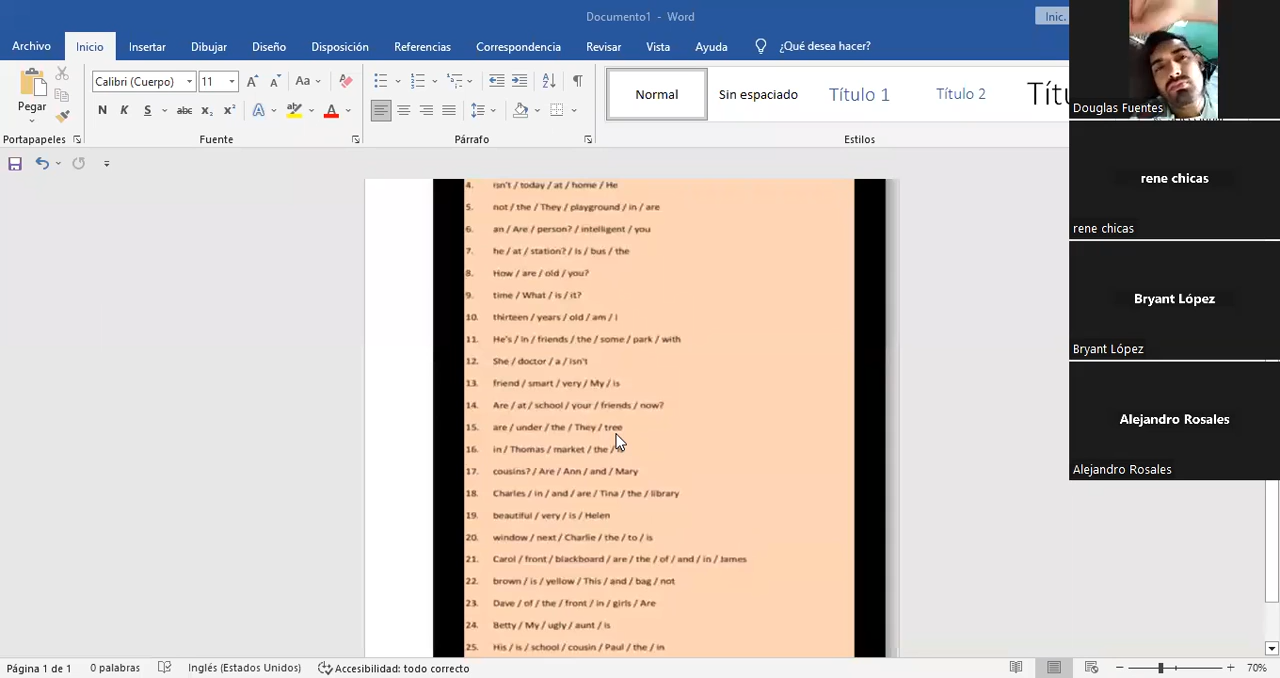 Documento1 - Word
Inic.
Archivo Inicio Insertar Dibujar Diseño Disposición Referencias Correspondencia Revisar Vista Ayuda ¿Qué desea hacer?
Pegar
Calibri (Cuerpo) 11
Aa
N K S abc x₂ x² A A
Normal
Sin espaciado
Título 1
Título 2
Portapapeles Fuente Párrafo Estilos
4. isn't / today / at / home / He
5. not / the / They / playground / in / are
6. an / Are / person? / intelligent / you
7. he / at / station? / is / bus / the
8. How / are / old / you?
9. time / What / is / it?
10. thirteen / years / old / am / I
11. He's / in / friends / the / some / park / with
12. She / doctor / a / isn't
13. friend / smart / very / My / is
14. Are / at / school / your / friends / now?
15. are / under / the / They / tree
16. in / Thomas / market / the /
17. cousins? / Are / Ann / and / Mary
18. Charles / in / and / are / Tina / the / library
19. beautiful / very / is / Helen
20. window / next / Charlie / the / to / is
21. Carol / front / blackboard / are / the / of / and / in / James
22. brown / is / yellow / This / and / bag / not
23. Dave / of / the / front / in / girls / Are
24. Betty / My / ugly / aunt / is
25. His / is / school / cousin / Paul / the / in
Douglas Fuentes
rene chicas
rene chicas
Bryant López
Bryant López
Alejandro Rosales
Alejandro Rosales
Página 1 de 1 0 palabras Inglés (Estados Unidos) Accesibilidad: todo correcto 70%